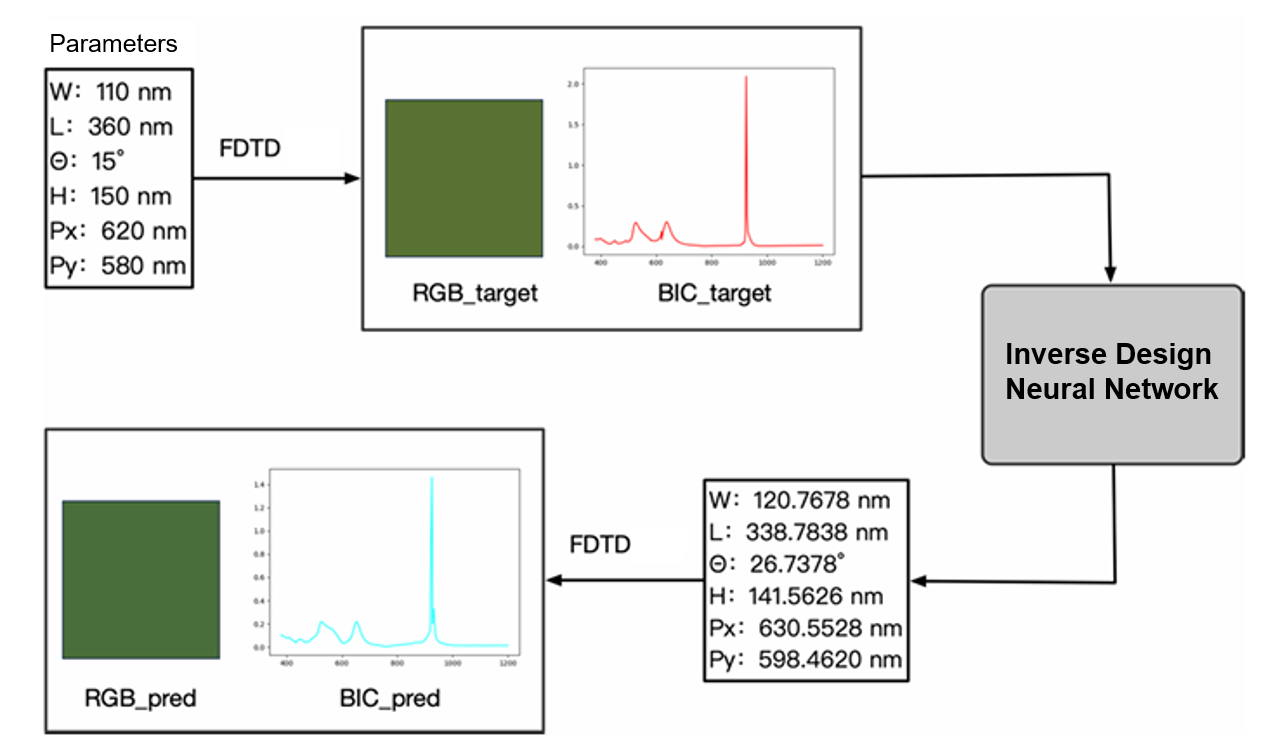 Parameters
W: 110 nm
L: 360 nm
Θ: 15°
H: 150 nm
Px: 620 nm
Py: 580 nm
FDTD
2.0
1.5
1.0
0.5
0.0
400 600 800 1000 1200
RGB_target BIC_target
Inverse Design
Neural Network
W: 120.7678 nm
L: 338.7838 nm
Θ: 26.7378°
H: 141.5626 nm
Px: 630.5528 nm
Py: 598.4620 nm
FDTD
1.4
1.2
1.0
0.8
0.6
0.4
0.2
0.0
400 600 800 1000 1200
RGB_pred BIC_pred